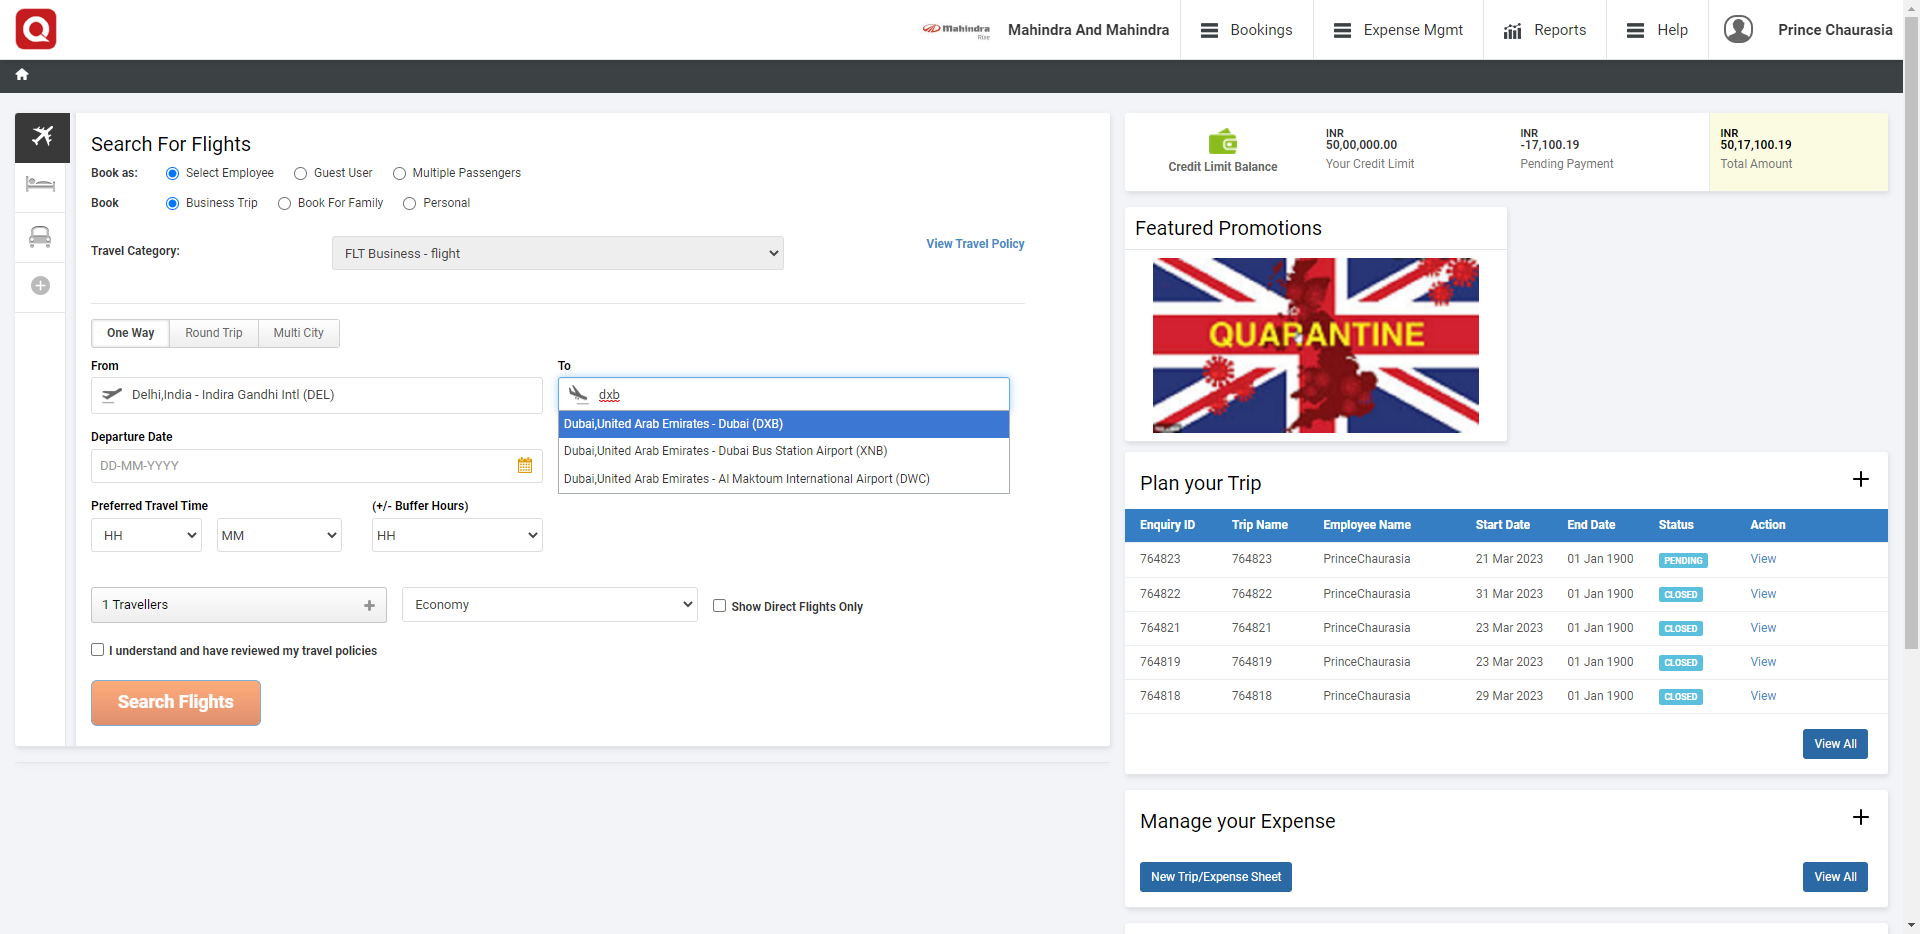 Q
Mahindra
Rise
Mahindra And Mahindra
Bookings
Expense Mgmt
Reports
Help
Prince Chaurasia
Search For Flights
Book as: Select Employee Guest User Multiple Passengers
Book Business Trip Book For Family Personal
Travel Category: FLT Business - flight View Travel Policy
One Way Round Trip Multi City
From
Delhi,India - Indira Gandhi Intl (DEL)
To
dxb
Dubai,United Arab Emirates - Dubai (DXB)
Dubai,United Arab Emirates - Dubai Bus Station Airport (XNB)
Dubai,United Arab Emirates - Al Maktoum International Airport (DWC)
Departure Date
DD-MM-YYYY
Preferred Travel Time (+/- Buffer Hours)
HH MM HH
1 Travellers Economy Show Direct Flights Only
I understand and have reviewed my travel policies
Search Flights
Credit Limit Balance
INR
50,00,000.00
Your Credit Limit
INR
-17,100.19
Pending Payment
INR
50,17,100.19
Total Amount
Featured Promotions
QUARANTINE
Plan your Trip
Enquiry ID Trip Name Employee Name Start Date End Date Status Action
764823 764823 PrinceChaurasia 21 Mar 2023 01 Jan 1900 PENDING View
764822 764822 PrinceChaurasia 31 Mar 2023 01 Jan 1900 CLOSED View
764821 764821 PrinceChaurasia 23 Mar 2023 01 Jan 1900 CLOSED View
764819 764819 PrinceChaurasia 23 Mar 2023 01 Jan 1900 CLOSED View
764818 764818 PrinceChaurasia 29 Mar 2023 01 Jan 1900 CLOSED View
View All
Manage your Expense
New Trip/Expense Sheet View All